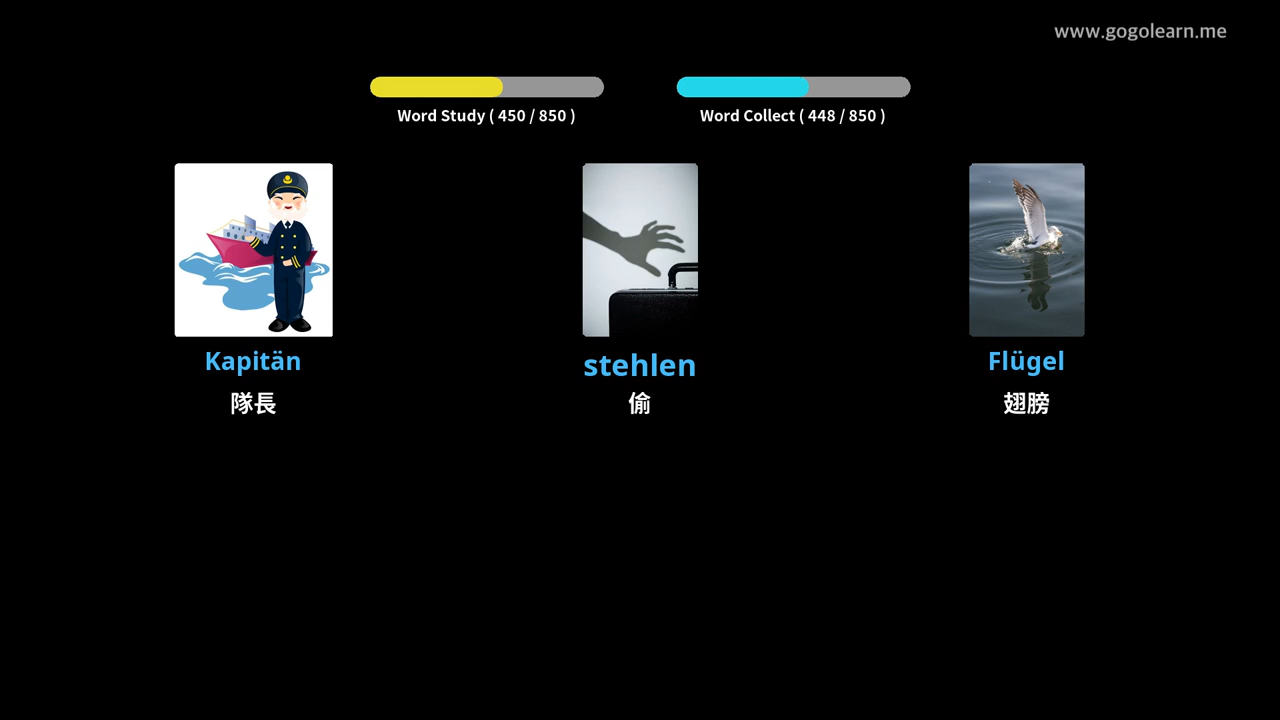 www.gogolearn.me
Word Study ( 450 / 850 )
Word Collect ( 448 / 850 )
Kapitän
stehlen
Flügel
隊長
偷
翅膀